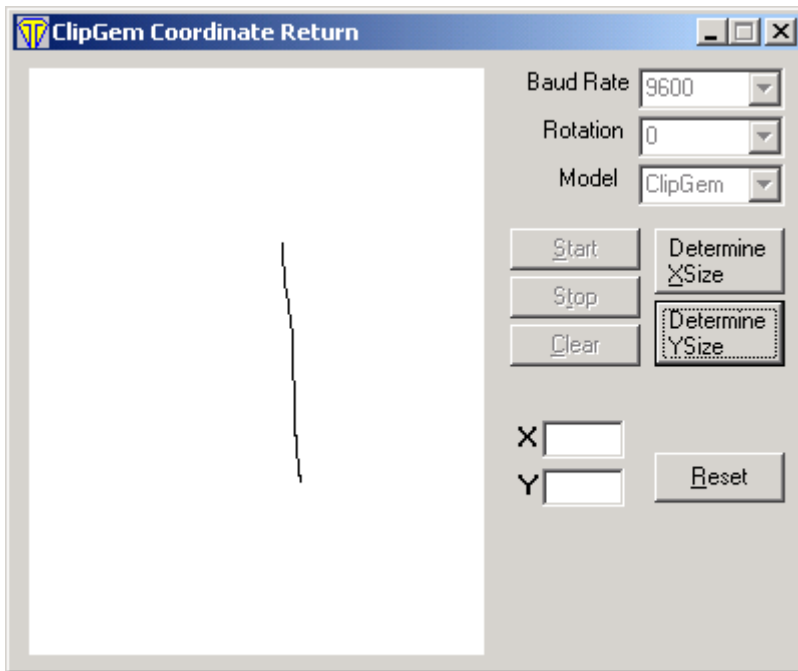 ClipGem Coordinate Return
Baud Rate 9600
Rotation 0
Model ClipGem
Start
Determine
XSize
Stop
Determine
YSize
Clear
X
Y
Reset